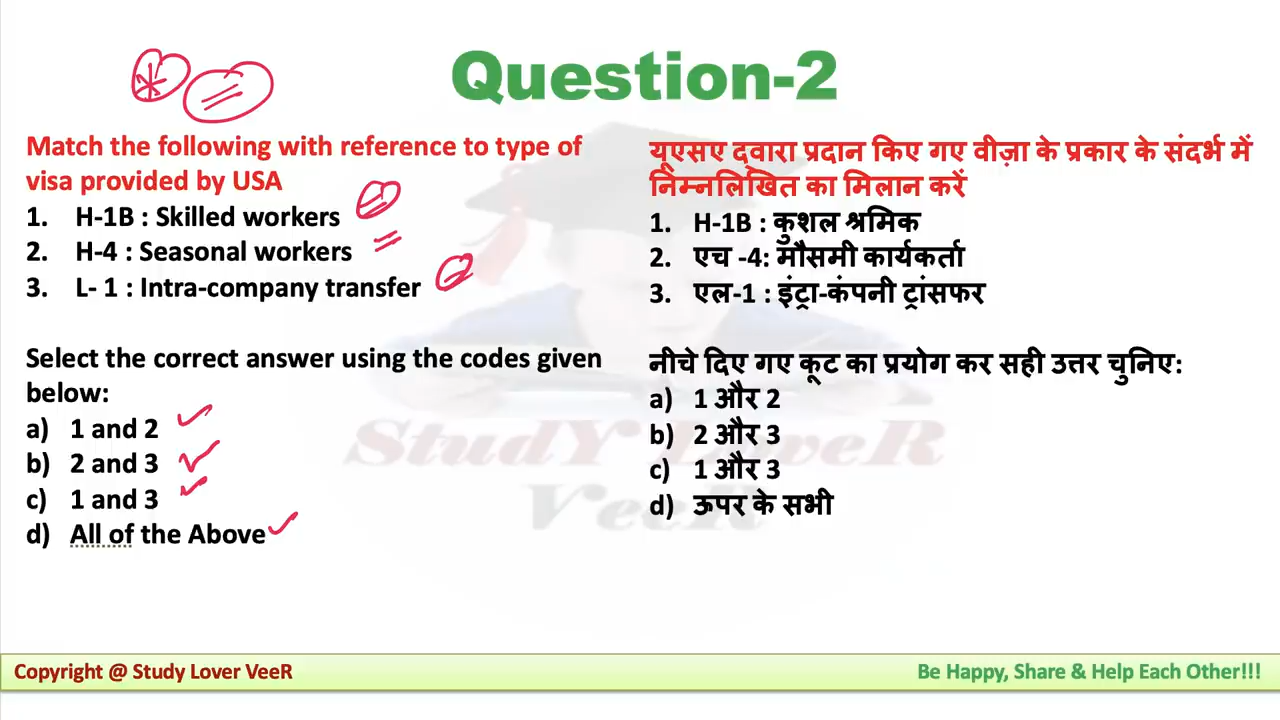 Question-2
Match the following with reference to type of
visa provided by USA
1. H-1B : Skilled workers
2. H-4 : Seasonal workers
3. L- 1 : Intra-company transfer
Select the correct answer using the codes given
below:
a) 1 and 2
b) 2 and 3
c) 1 and 3
d) All of the Above
यूएसए द्वारा प्रदान किए गए वीज़ा के प्रकार के संदर्भ में
निम्नलिखित का मिलान करें
1. H-1B : कुशल श्रमिक
2. एच -4: मौसमी कार्यकर्ता
3. एल-1 : इंट्रा-कंपनी ट्रांसफर
नीचे दिए गए कूट का प्रयोग कर सही उत्तर चुनिए:
a) 1 और 2
b) 2 और 3
c) 1 और 3
d) ऊपर के सभी
StudY LoveR
VeeR
Copyright @ Study Lover VeeR
Be Happy, Share & Help Each Other!!!